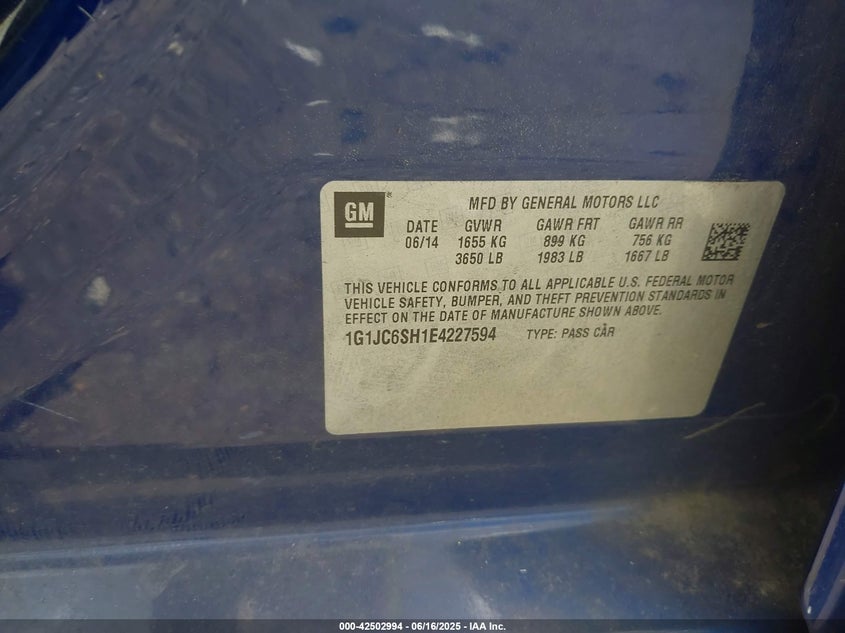 GM ®
MFD BY GENERAL MOTORS LLC
DATE GVWR GAWR FRT GAWR RR
06/14 1655 KG 899 KG 756 KG
3650 LB 1983 LB 1667 LB
THIS VEHICLE CONFORMS TO ALL APPLICABLE U.S. FEDERAL MOTOR
VEHICLE SAFETY, BUMPER, AND THEFT PREVENTION STANDARDS IN
EFFECT ON THE DATE OF MANUFACTURE SHOWN ABOVE.
1G1JC6SH1E4227594 TYPE: PASS CAR
000-42502994 - 06/16/2025 - IAA Inc.